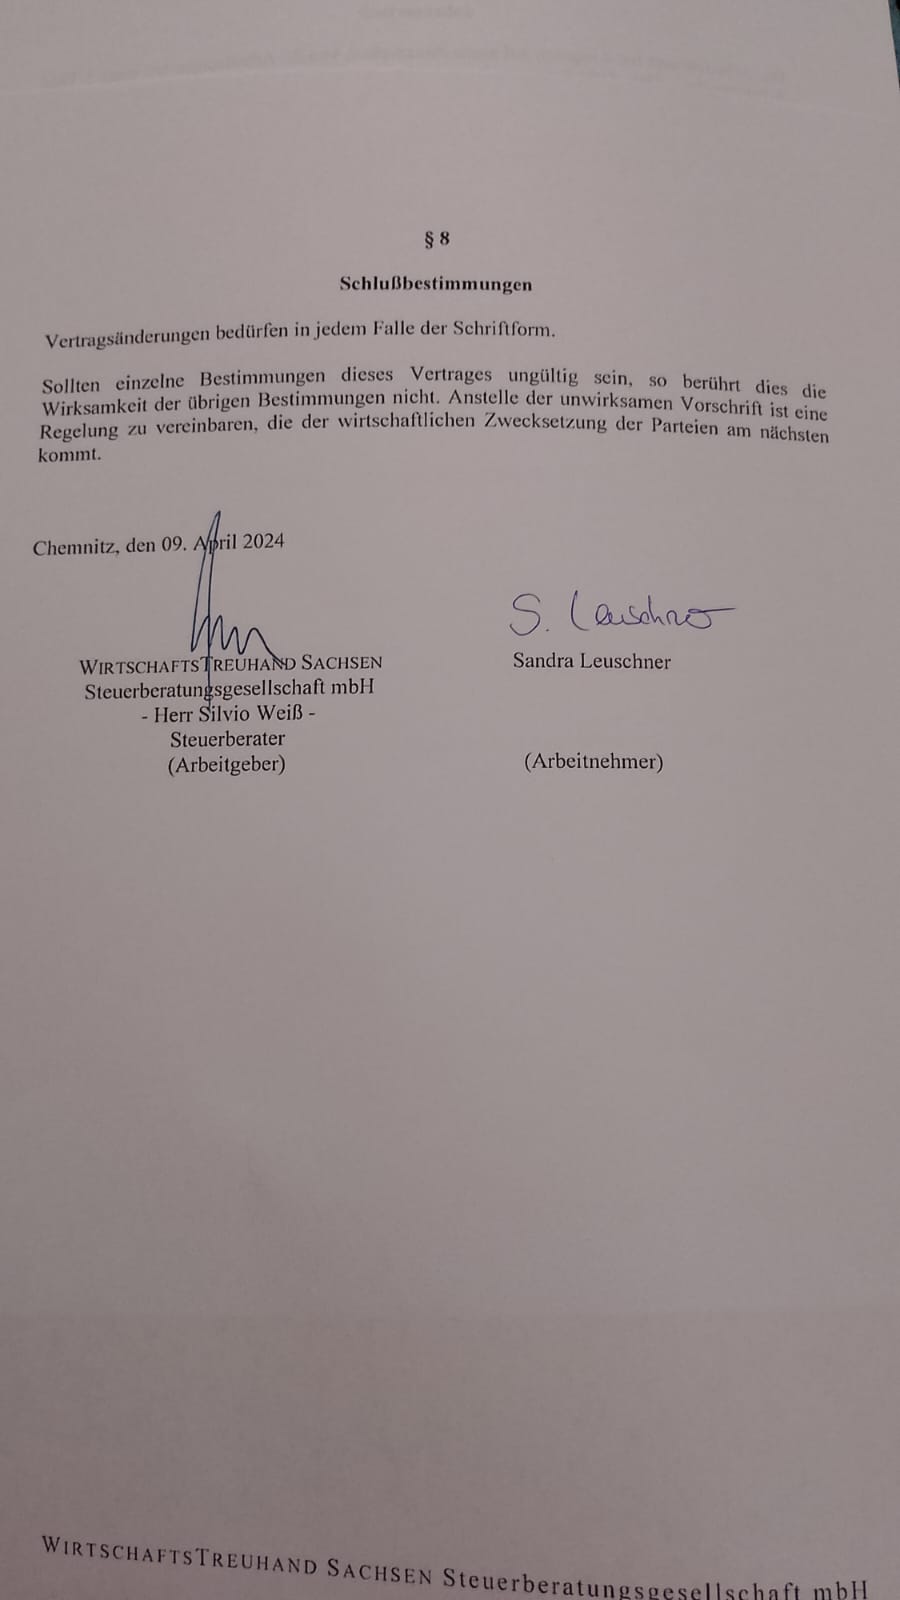 § 8
Schlußbestimmungen
Vertragsänderungen bedürfen in jedem Falle der Schriftform.
Sollten einzelne Bestimmungen dieses Vertrages ungültig sein, so berührt dies die
Wirksamkeit der übrigen Bestimmungen nicht. Anstelle der unwirksamen Vorschrift ist eine
Regelung zu vereinbaren, die der wirtschaftlichen Zwecksetzung der Parteien am nächsten
kommt.
Chemnitz, den 09. April 2024
S. Leuschner
WIRTSCHAFTSTREUHAND SACHSEN
Steuerberatungsgesellschaft mbH
- Herr Silvio Weiß -
Steuerberater
(Arbeitgeber)
Sandra Leuschner
(Arbeitnehmer)
WIRTSCHAFTSTREUHAND SACHSEN Steuerberatungsgesellschaft mbH